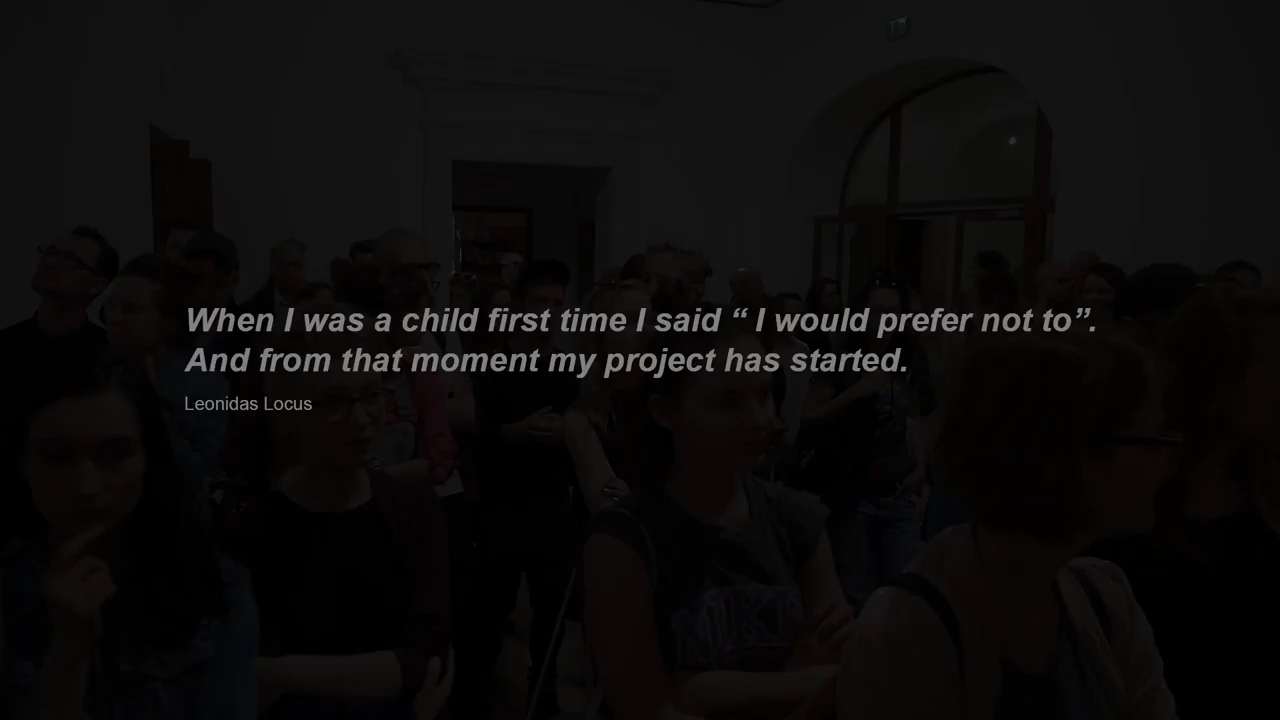 When I was a child first time I said “ I would prefer not to”.
And from that moment my project has started.
Leonidas Locus
NIKE